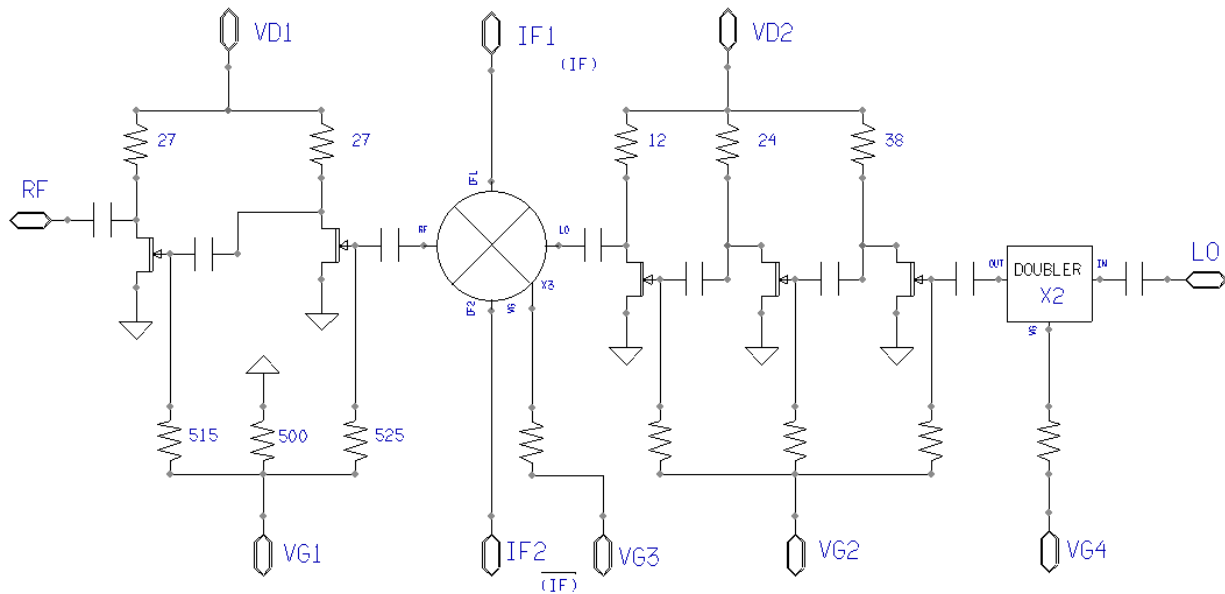 VD1
IF1
(IF)
VD2
27
27
12
24
38
RF
IF1
RF
LO
X3
IF2
VG
OUT
DOUBLER
X2
IN
VG
LO
515
500
525
VG1
IF2
(IF)
VG3
VG2
VG4